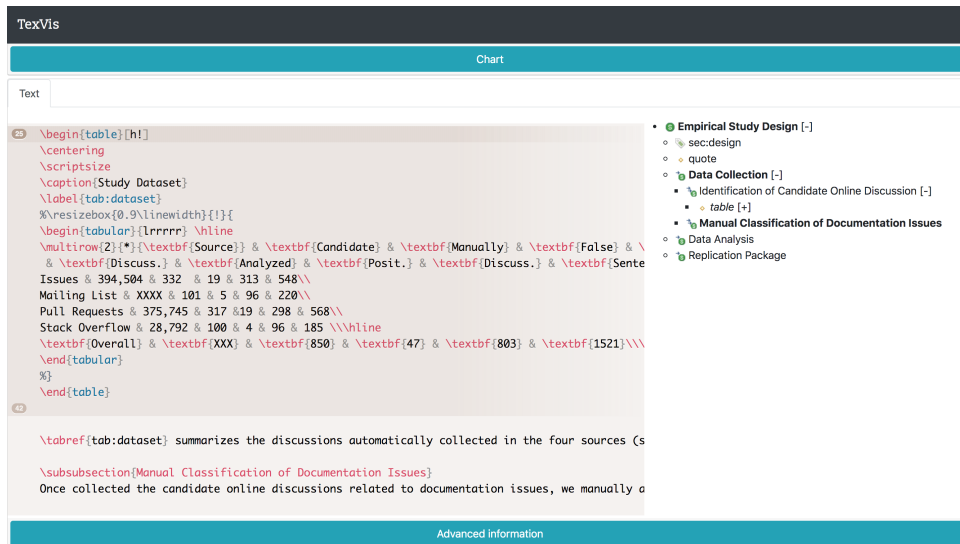 TexVis
Chart
Text
25
\begin{table}[h!]
\centering
\scriptsize
\caption{Study Dataset}
\label{tab:dataset}
%\resizebox{0.9\linewidth}{!}{
\begin{tabular}{lrrrrr} \hline
\multirow{2}{*}{\textbf{Source}} & \textbf{Candidate} & \textbf{Manually} & \textbf{False} & \
& \textbf{Discuss.} & \textbf{Analyzed} & \textbf{Posit.} & \textbf{Discuss.} & \textbf{Sente
Issues & 394,504 & 332 & 19 & 313 & 548\\
Mailing List & XXXX & 101 & 5 & 96 & 220\\
Pull Requests & 375,745 & 317 &19 & 298 & 568\\
Stack Overflow & 28,792 & 100 & 4 & 96 & 185 \\\hline
\textbf{Overall} & \textbf{XXX} & \textbf{850} & \textbf{47} & \textbf{803} & \textbf{1521}\\\
\end{tabular}
%}
\end{table}
42
\tabref{tab:dataset} summarizes the discussions automatically collected in the four sources (s
\subsubsection{Manual Classification of Documentation Issues}
Once collected the candidate online discussions related to documentation issues, we manually a
Empirical Study Design [-]
sec:design
quote
Data Collection [-]
Identification of Candidate Online Discussion [-]
table [+]
Manual Classification of Documentation Issues
Data Analysis
Replication Package
Advanced information